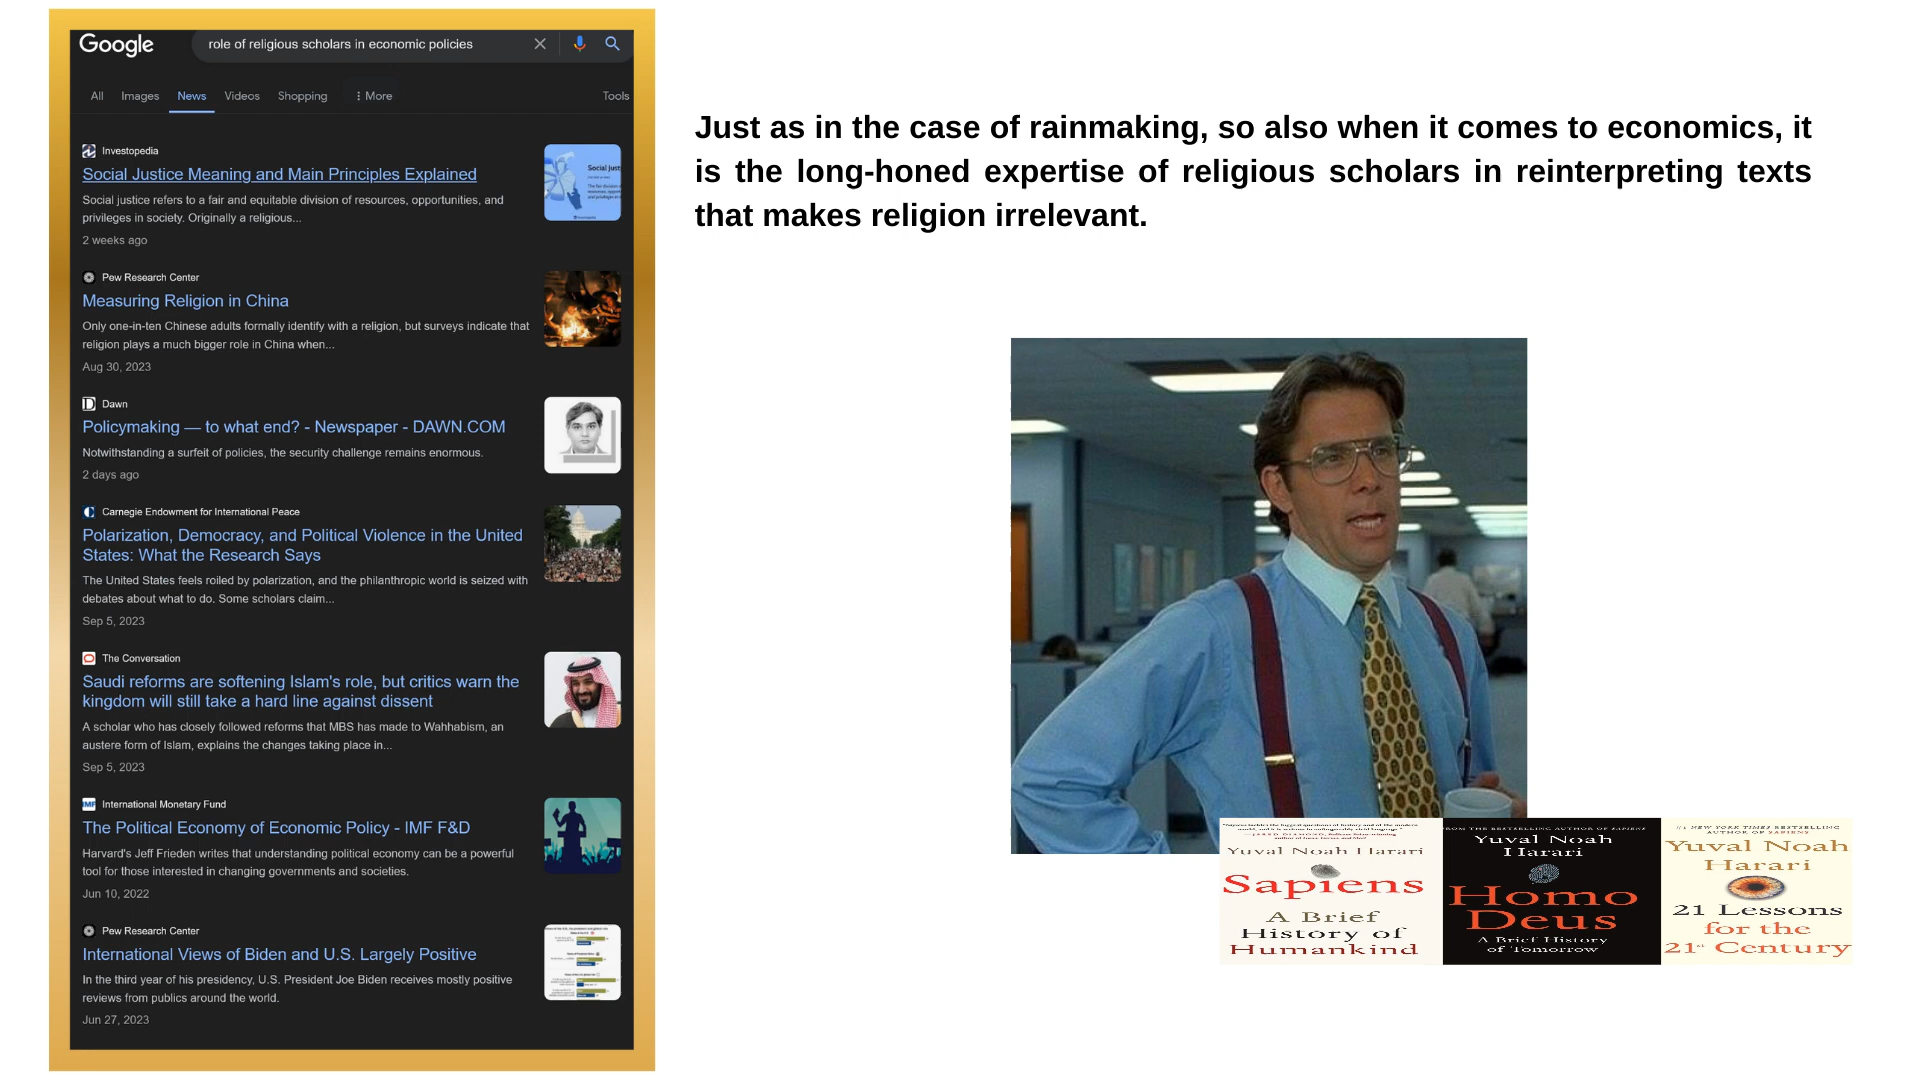 Google
role of religious scholars in economic policies
All Images News Videos Shopping More Tools
Investopedia
Social Justice Meaning and Main Principles Explained
Social justice refers to a fair and equitable division of resources, opportunities, and
privileges in society. Originally a religious...
2 weeks ago
Pew Research Center
Measuring Religion in China
Only one-in-ten Chinese adults formally identify with a religion, but surveys indicate that
religion plays a much bigger role in China when...
Aug 30, 2023
Dawn
Policymaking — to what end? - Newspaper - DAWN.COM
Notwithstanding a surfeit of policies, the security challenge remains enormous.
2 days ago
Carnegie Endowment for International Peace
Polarization, Democracy, and Political Violence in the United
States: What the Research Says
The United States feels roiled by polarization, and the philanthropic world is seized with
debates about what to do. Some scholars claim...
Sep 5, 2023
The Conversation
Saudi reforms are softening Islam's role, but critics warn the
kingdom will still take a hard line against dissent
A scholar who has closely followed reforms that MBS has made to Wahhabism, an
austere form of Islam, explains the changes taking place in...
Sep 5, 2023
IMF International Monetary Fund
The Political Economy of Economic Policy - IMF F&D
Harvard's Jeff Frieden writes that understanding political economy can be a powerful
tool for those interested in changing governments and societies.
Jun 10, 2022
Pew Research Center
International Views of Biden and U.S. Largely Positive
In the third year of his presidency, U.S. President Joe Biden receives mostly positive
reviews from publics around the world.
Jun 27, 2023
Just as in the case of rainmaking, so also when it comes to economics, it
is the long-honed expertise of religious scholars in reinterpreting texts
that makes religion irrelevant.
Yuval Noah Harari
Sapiens
A Brief
History of
Humankind
FROM THE BESTSELLING AUTHOR OF SAPIENS
Yuval Noah
Harari
Homo
Deus
A Brief History
of Tomorrow
#1 NEW YORK TIMES BESTSELLING
AUTHOR OF SAPIENS
Yuval Noah
Harari
21 Lessons
for the
21st Century